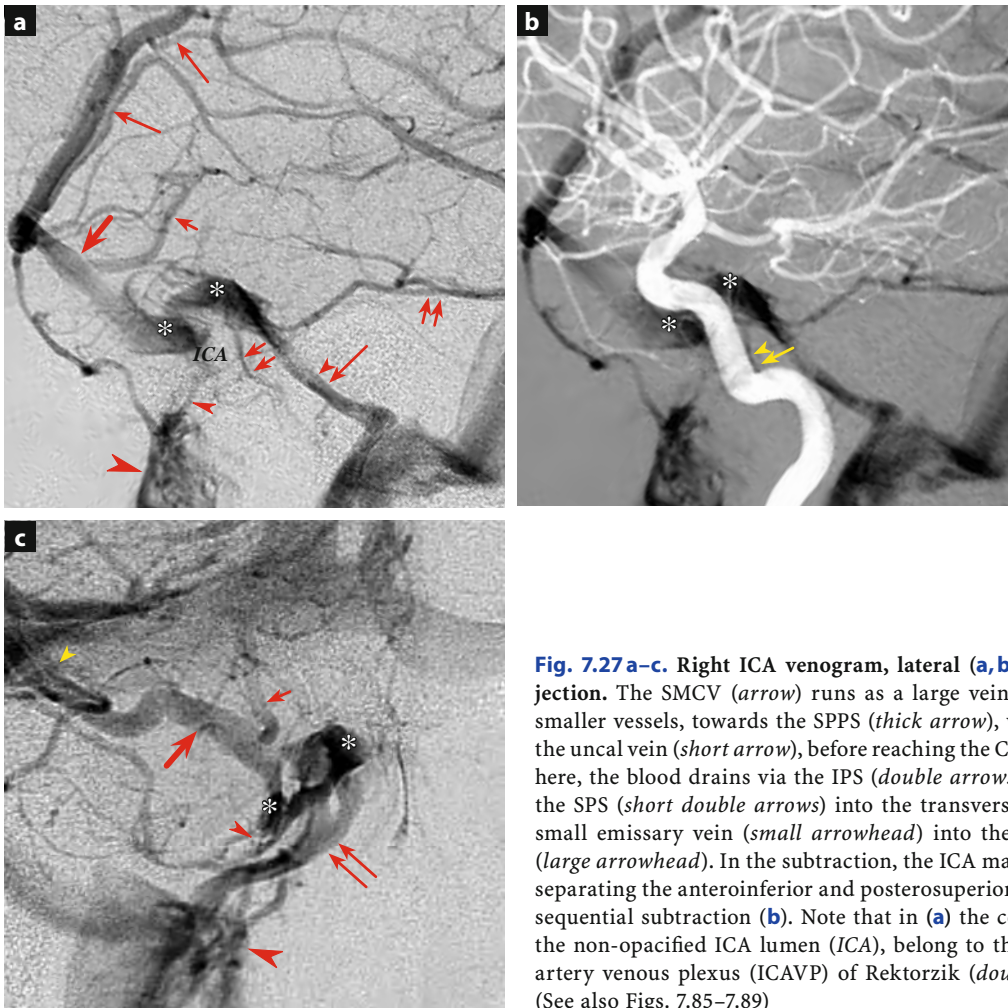 a
b
*
*
*
*
ICA
c
*
*
Fig. 7.27 a–c. Right ICA venogram, lateral (a, b
jection. The SMCV (arrow) runs as a large vein
smaller vessels, towards the SPPS (thick arrow),
the uncal vein (short arrow), before reaching the C
here, the blood drains via the IPS (double arrow
the SPS (short double arrows) into the transvers
small emissary vein (small arrowhead) into the
(large arrowhead). In the subtraction, the ICA ma
separating the anteroinferior and posterosuperior
sequential subtraction (b). Note that in (a) the c
the non-opacified ICA lumen (ICA), belong to th
artery venous plexus (ICAVP) of Rektorzik (dou
(See also Figs. 7.85–7.89)